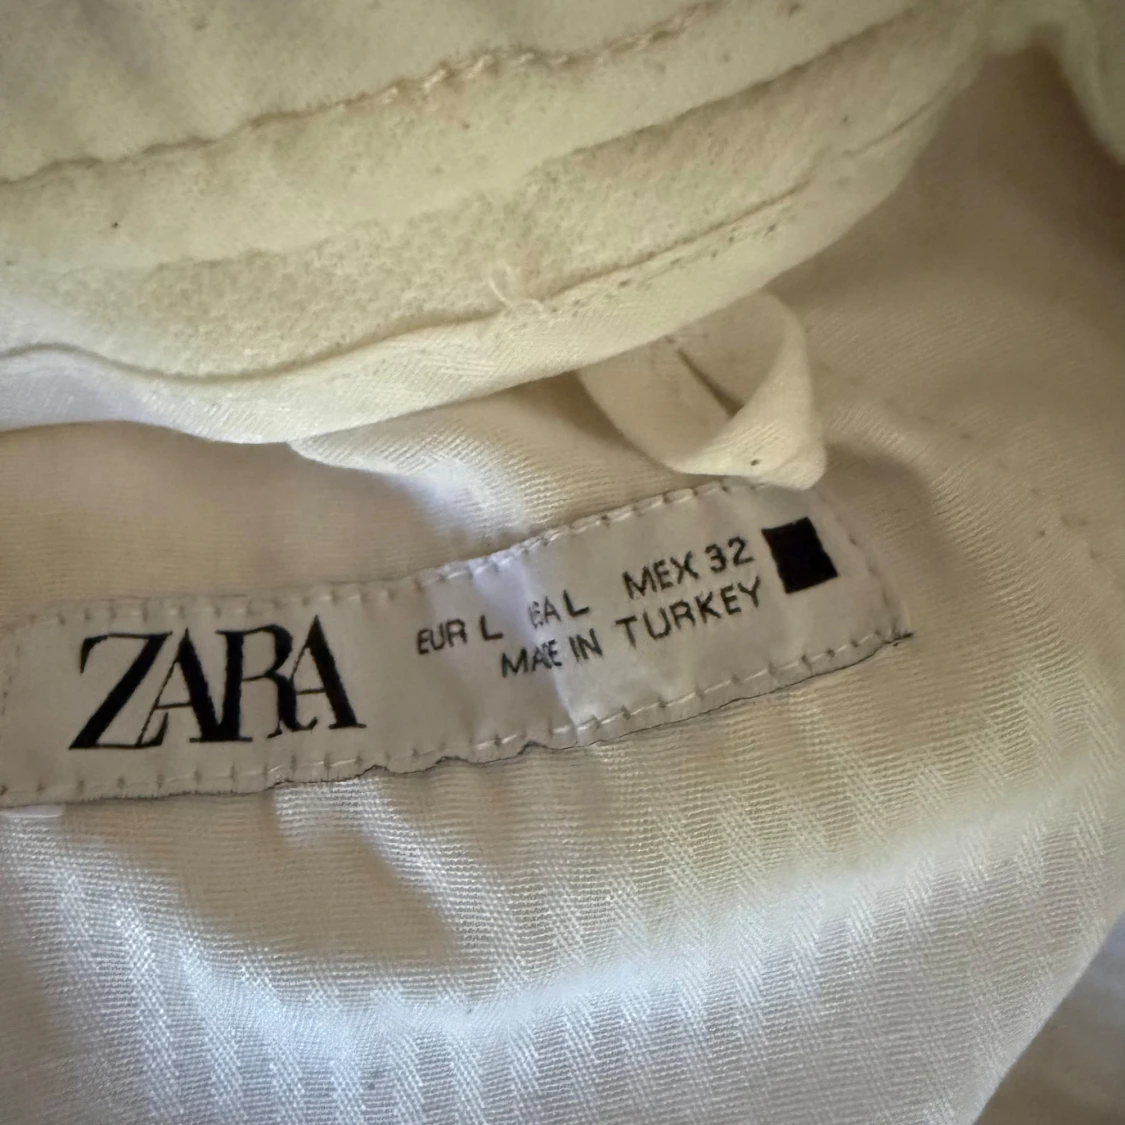 ZARA
EUR L L MEX 32
MADE IN TURKEY